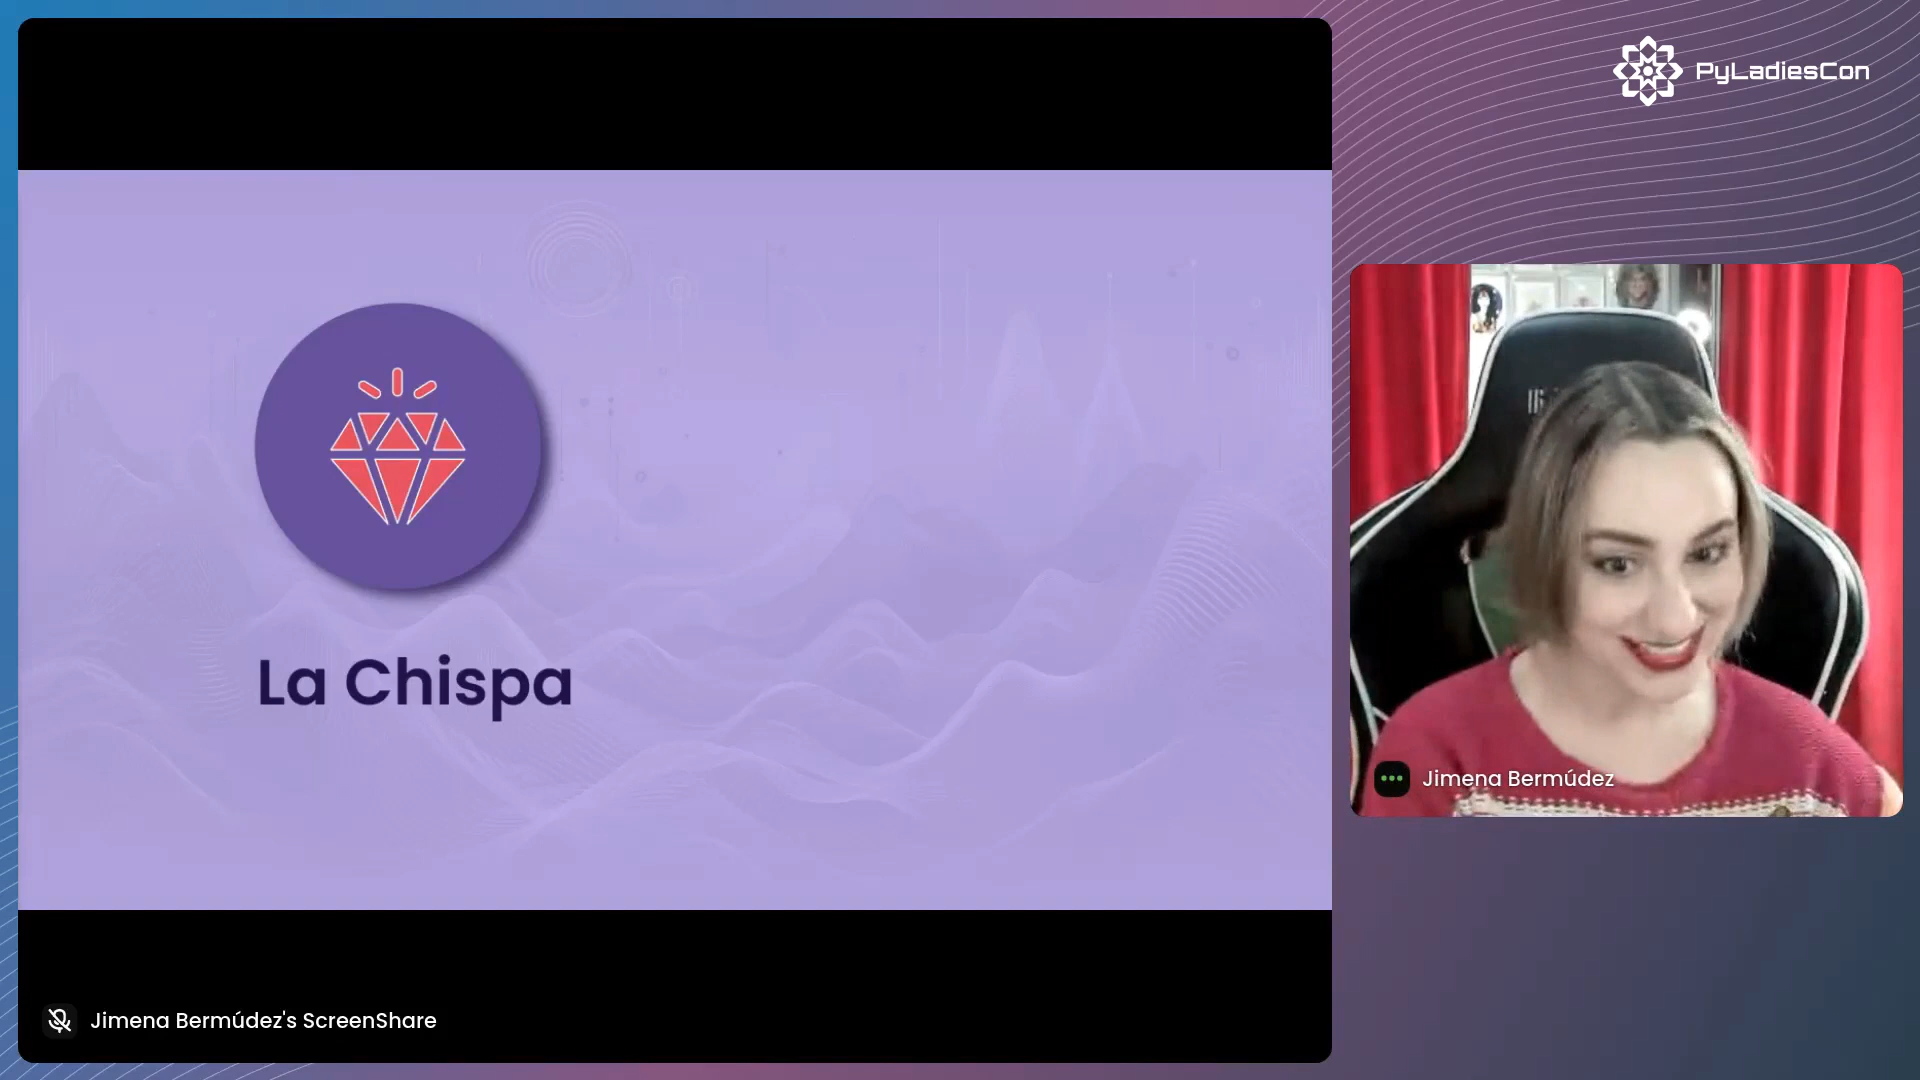 PyLadiesCon
La Chispa
Jimena Bermúdez
Jimena Bermúdez's ScreenShare